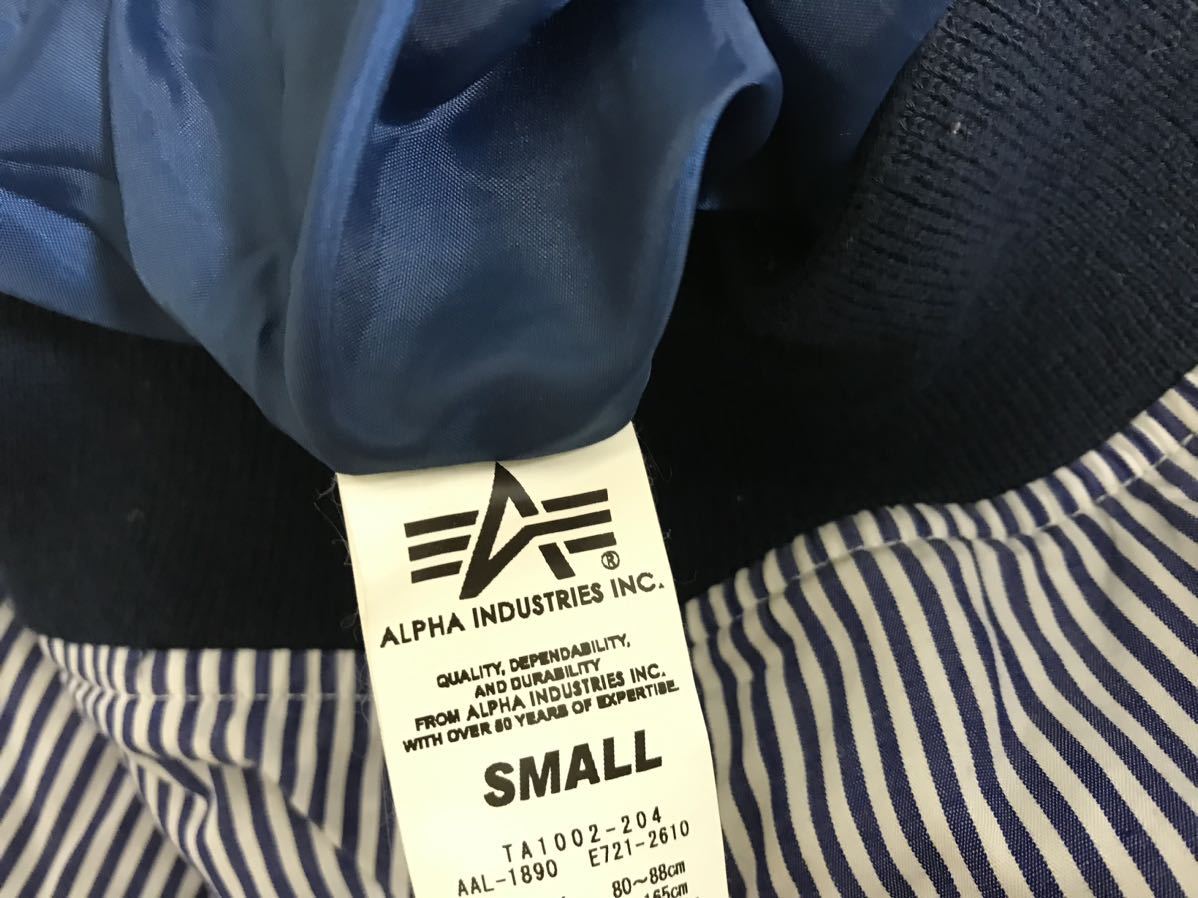 ®
ALPHA INDUSTRIES INC.
QUALITY, DEPENDABILITY,
AND DURABILITY
FROM ALPHA INDUSTRIES INC.
WITH OVER 50 YEARS OF EXPERTISE.
SMALL
TA1002-204
AAL-1890 E721-2610
80~88cm
165cm